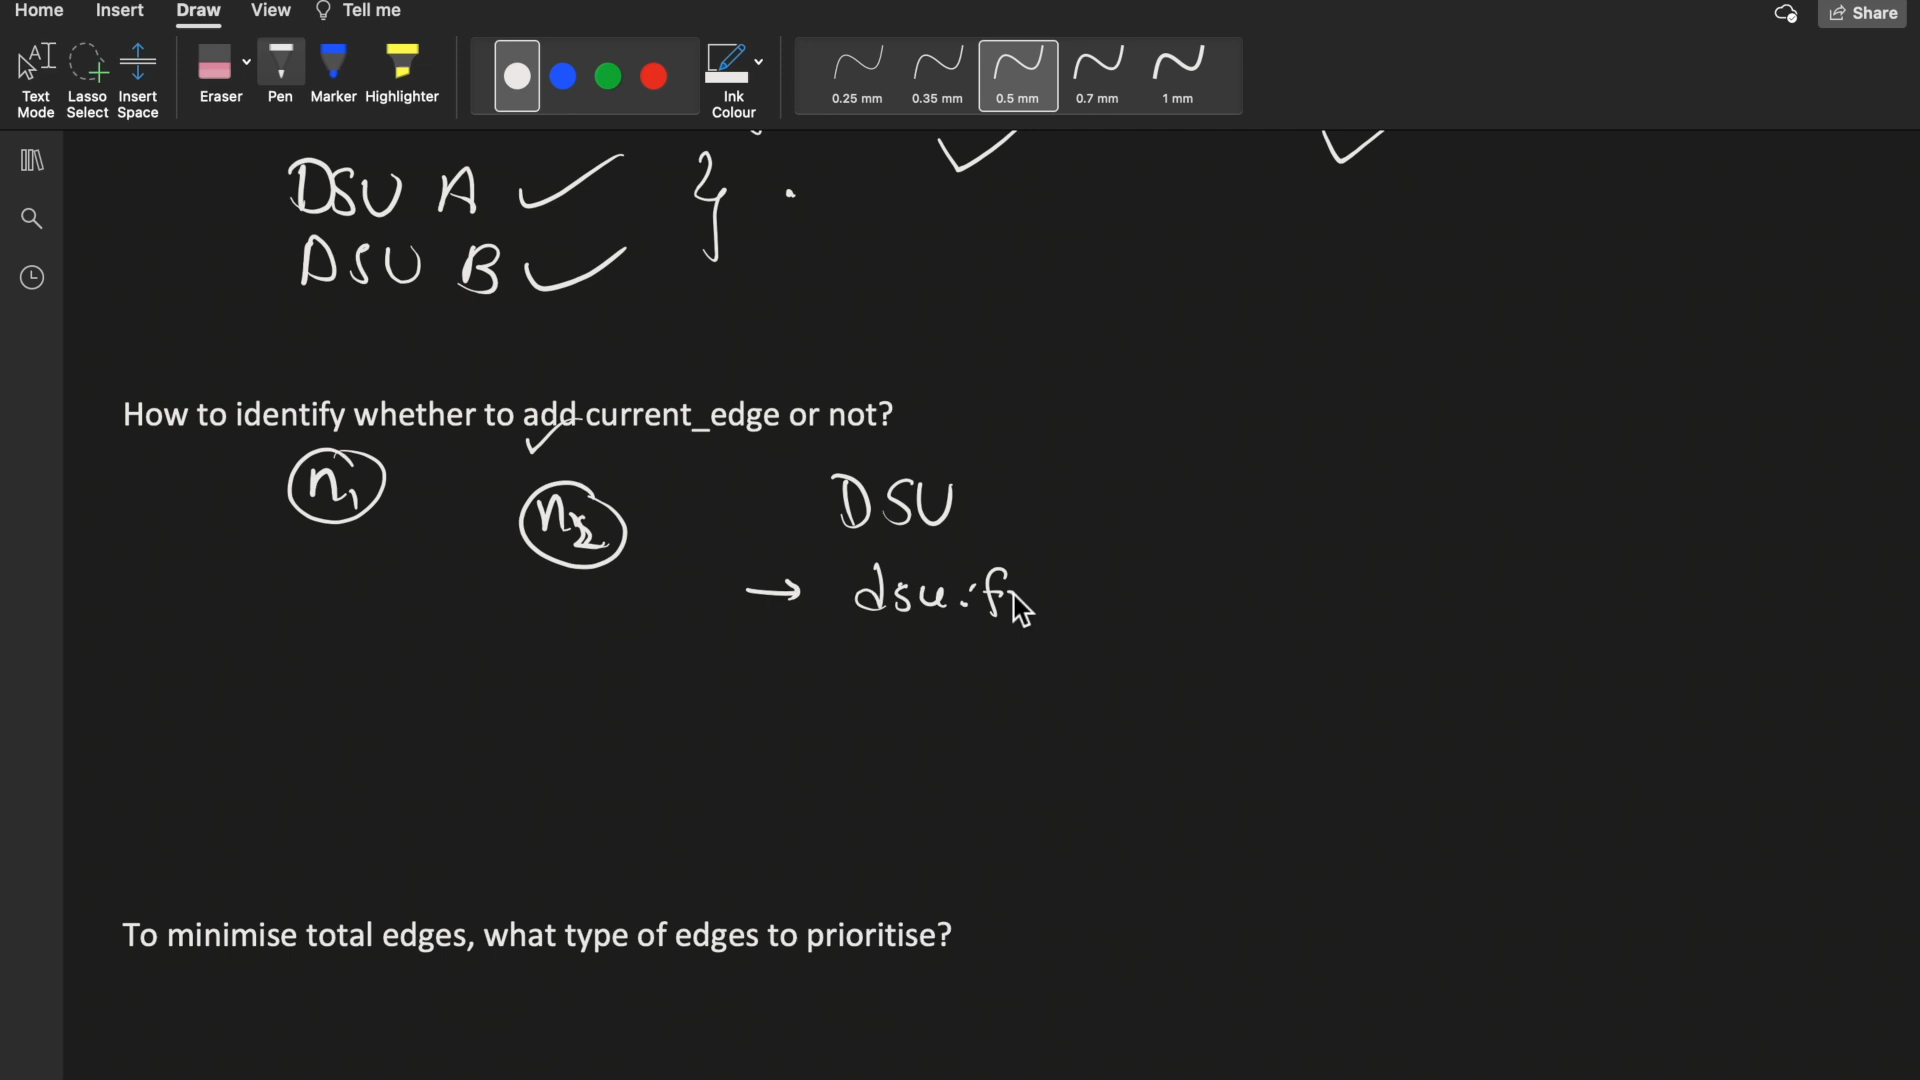 Home Insert Draw View Tell me Share
Text Mode Lasso Select Insert Space Eraser Pen Marker Highlighter Ink Colour 0.25 mm 0.35 mm 0.5 mm 0.7 mm 1 mm
DSU A
DSU B
How to identify whether to add current_edge or not?
n1
n2
DSU
→ dsu.f
To minimise total edges, what type of edges to prioritise?